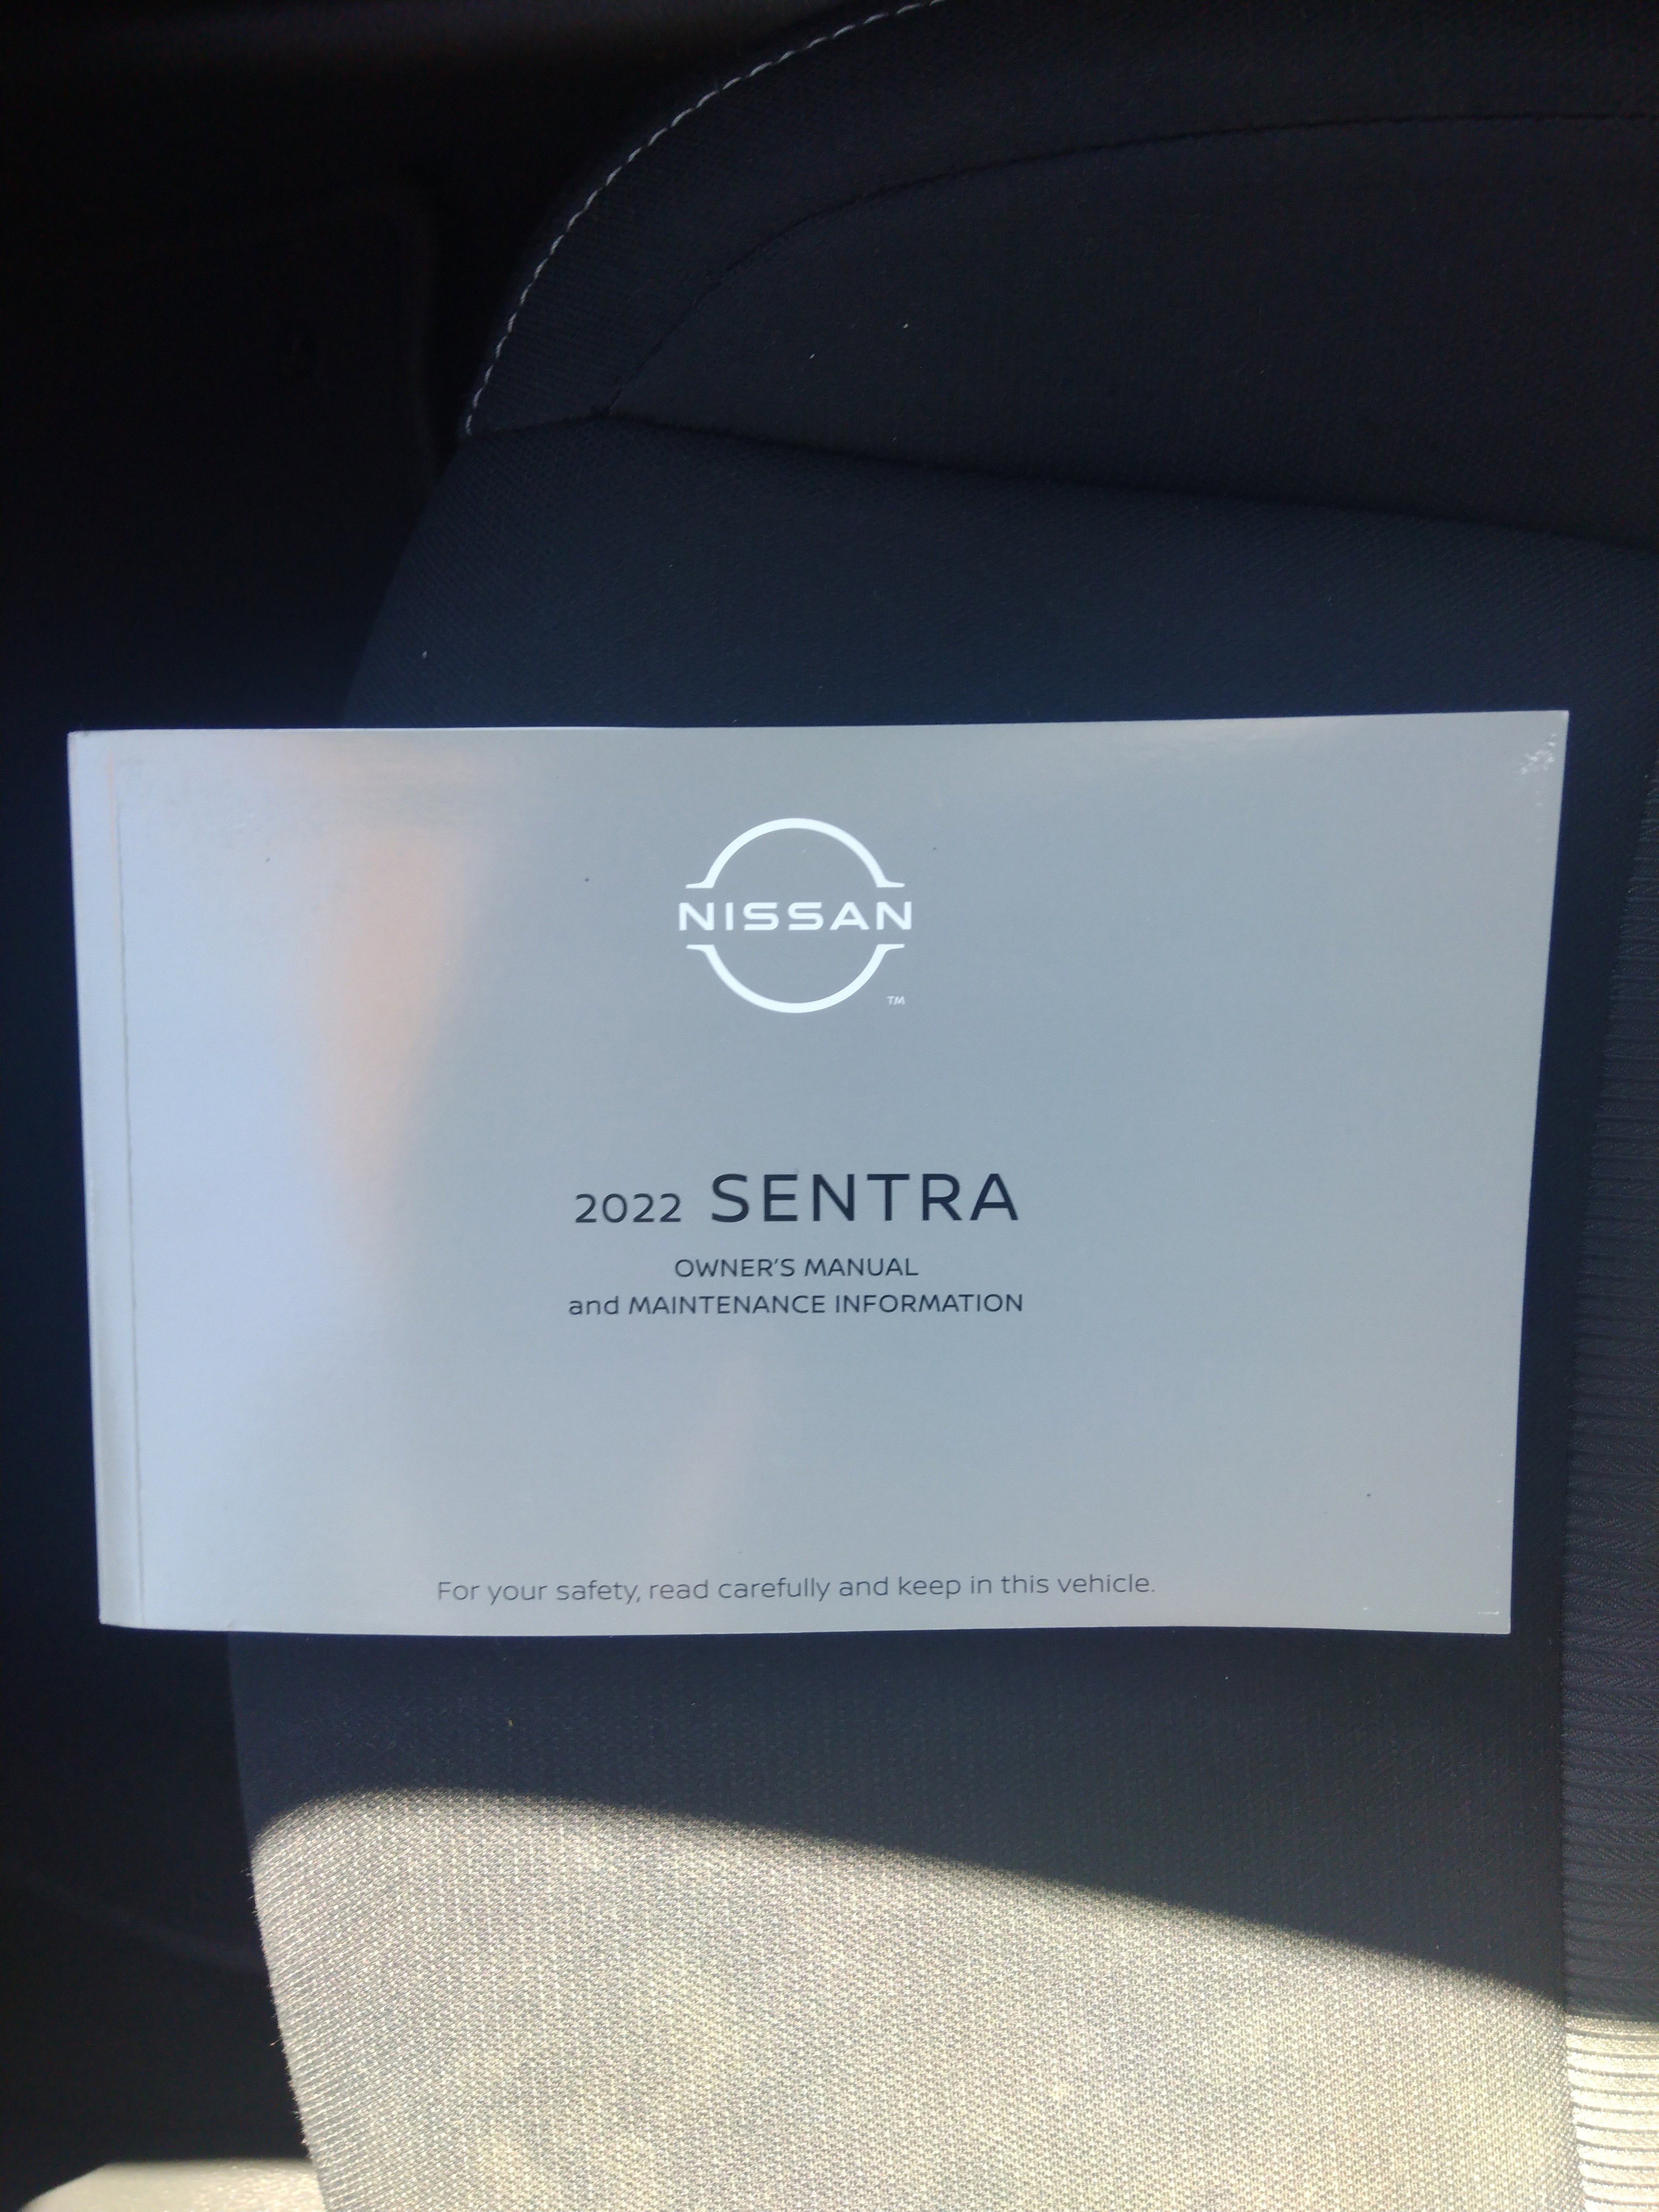 NISSAN
TM
2022 SENTRA
OWNER'S MANUAL
and MAINTENANCE INFORMATION
For your safety, read carefully and keep in this vehicle.